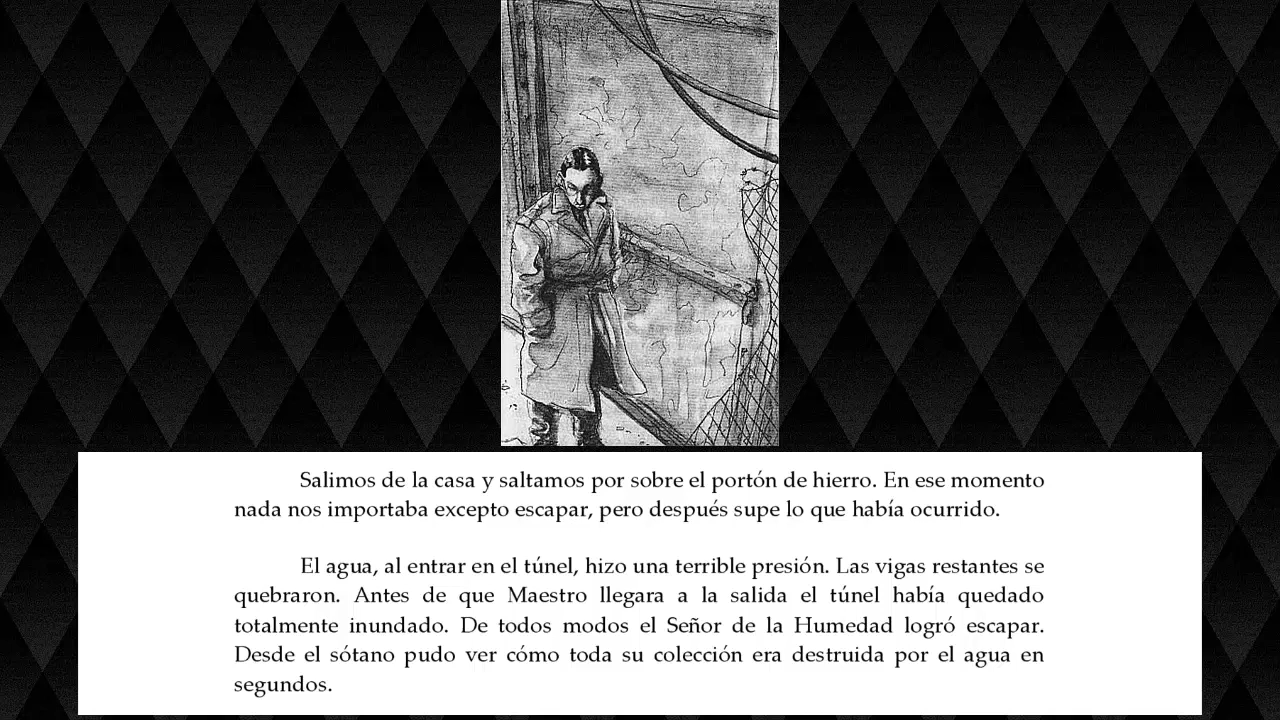 Salimos de la casa y saltamos por sobre el portón de hierro. En ese momento
nada nos importaba excepto escapar, pero después supe lo que había ocurrido.
El agua, al entrar en el túnel, hizo una terrible presión. Las vigas restantes se
quebraron. Antes de que Maestro llegara a la salida el túnel había quedado
totalmente inundado. De todos modos el Señor de la Humedad logró escapar.
Desde el sótano pudo ver cómo toda su colección era destruida por el agua en
segundos.